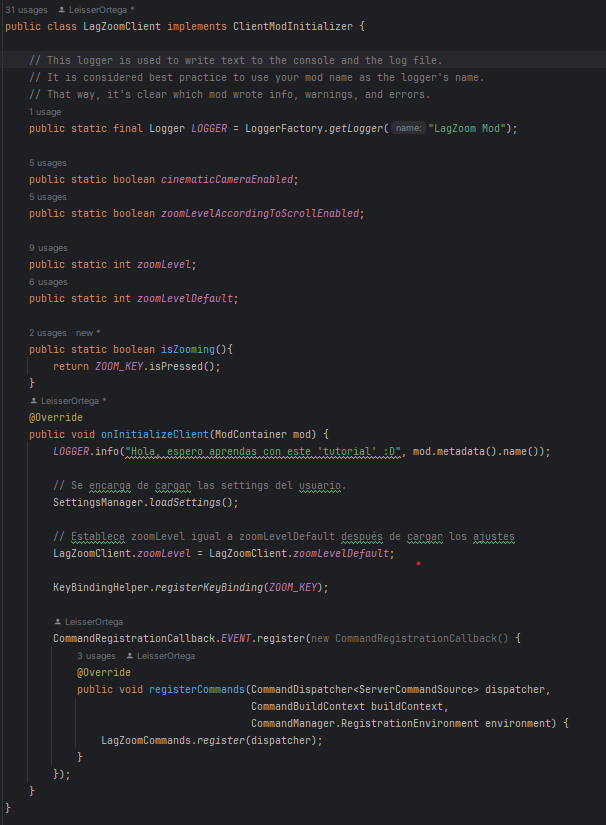 31 usages LeisserOrtega *
public class LagZoomClient implements ClientModInitializer {
// This logger is used to write text to the console and the log file.
// It is considered best practice to use your mod name as the logger's name.
// That way, it's clear which mod wrote info, warnings, and errors.
1 usage
public static final Logger LOGGER = LoggerFactory.getLogger( name: "LagZoom Mod");
5 usages
public static boolean cinematicCameraEnabled;
5 usages
public static boolean zoomLevelAccordingToScrollEnabled;
9 usages
public static int zoomLevel;
6 usages
public static int zoomLevelDefault;
2 usages new *
public static boolean isZooming(){
return ZOOM_KEY.isPressed();
}
LeisserOrtega *
@Override
public void onInitializeClient(ModContainer mod) {
LOGGER.info("Hola, espero aprendas con este 'tutorial' :D", mod.metadata().name());
// Se encarga de cargar las settings del usuario.
SettingsManager.loadSettings();
// Establece zoomLevel igual a zoomLevelDefault después de cargar los ajustes
LagZoomClient.zoomLevel = LagZoomClient.zoomLevelDefault;
KeyBindingHelper.registerKeyBinding(ZOOM_KEY);
LeisserOrtega
CommandRegistrationCallback.EVENT.register(new CommandRegistrationCallback() {
3 usages LeisserOrtega
@Override
public void registerCommands(CommandDispatcher<ServerCommandSource> dispatcher,
CommandBuildContext buildContext,
CommandManager.RegistrationEnvironment environment) {
LagZoomCommands.register(dispatcher);
}
});
}
}